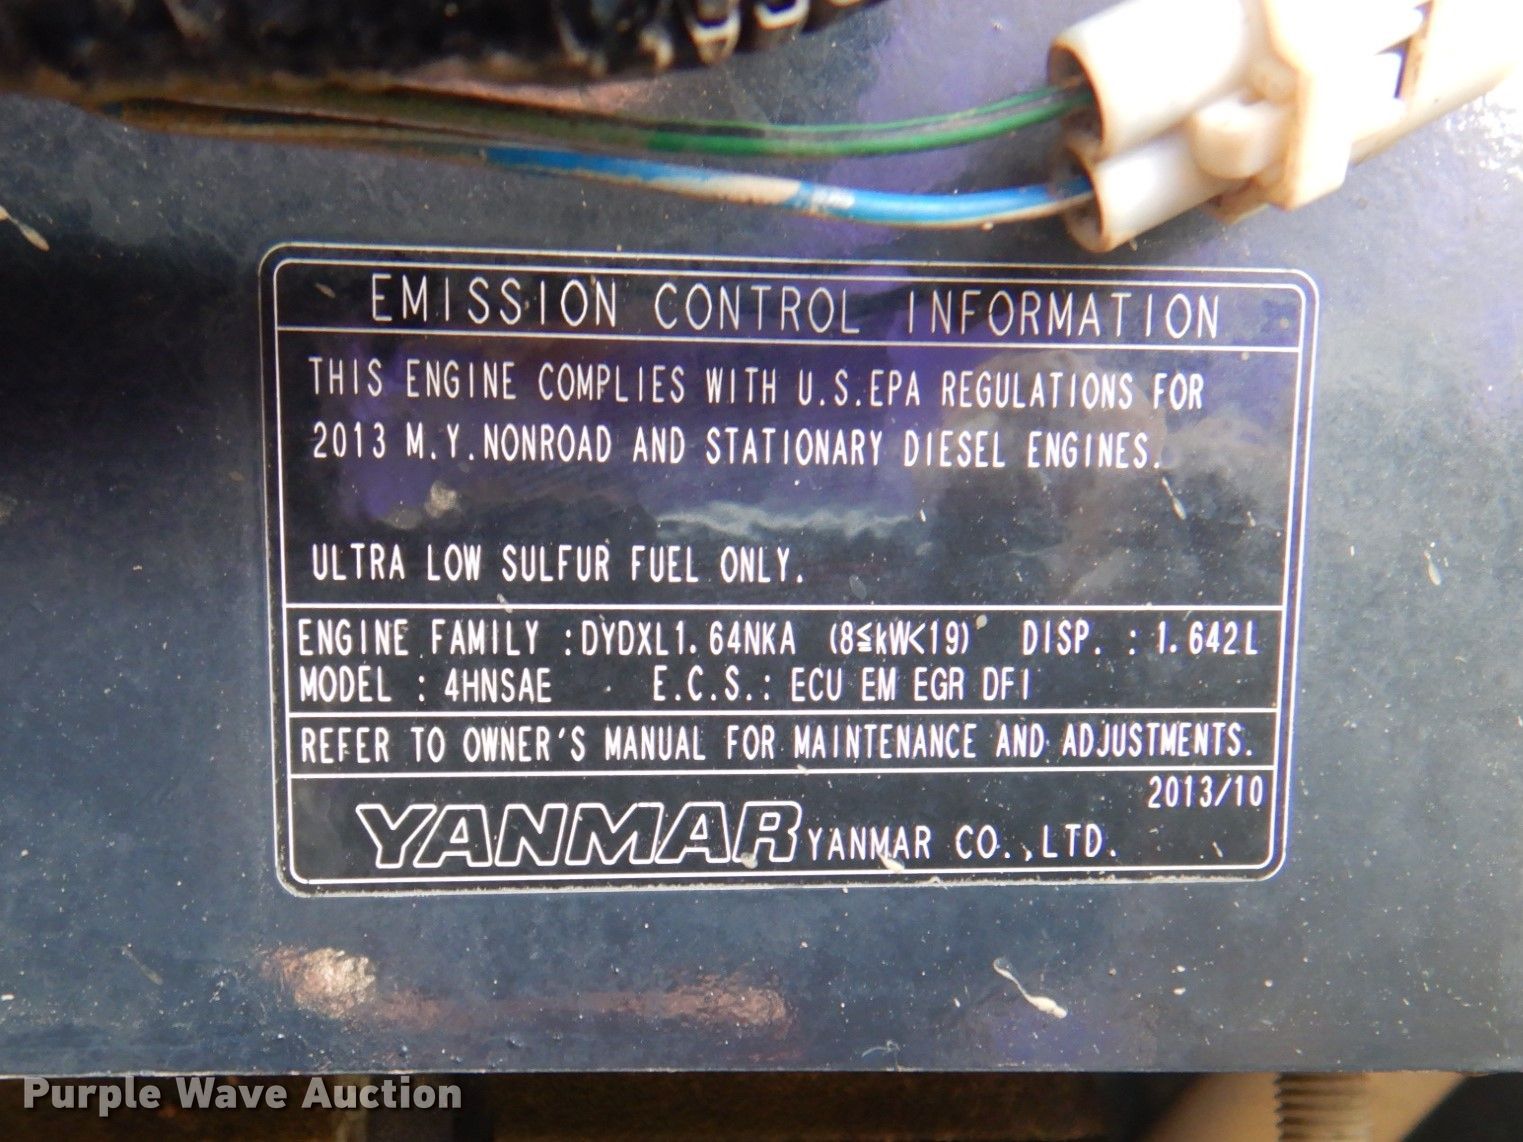 EMISSION CONTROL INFORMATION
THIS ENGINE COMPLIES WITH U.S.EPA REGULATIONS FOR
2013 M.Y.NONROAD AND STATIONARY DIESEL ENGINES.
ULTRA LOW SULFUR FUEL ONLY.
ENGINE FAMILY :DYDXL1.64NKA (8≦kW<19) DISP. : 1.642L
MODEL : 4HNSAE E.C.S.: ECU EM EGR DFI
REFER TO OWNER'S MANUAL FOR MAINTENANCE AND ADJUSTMENTS.
2013/10
YANMAR YANMAR CO.,LTD.
Purple Wave Auction